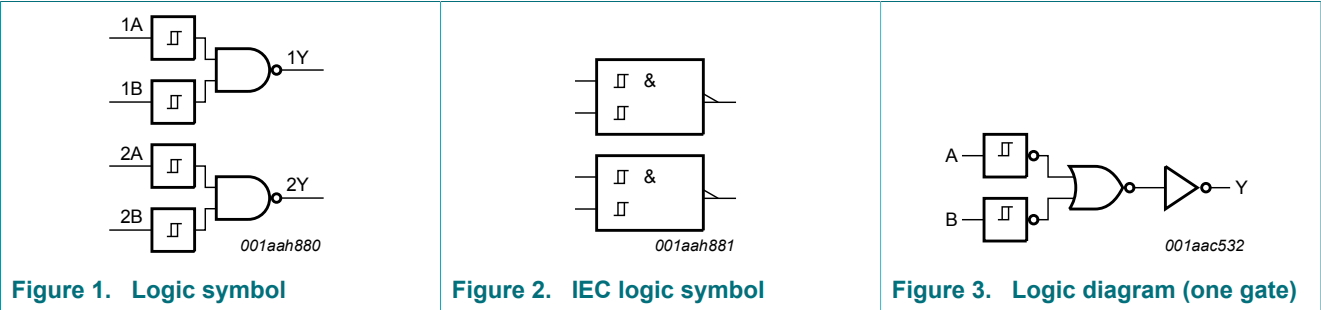 1A
1B
1Y
2A
2B
2Y
001aah880
Figure 1. Logic symbol
&
&
001aah881
Figure 2. IEC logic symbol
A
B
Y
001aac532
Figure 3. Logic diagram (one gate)